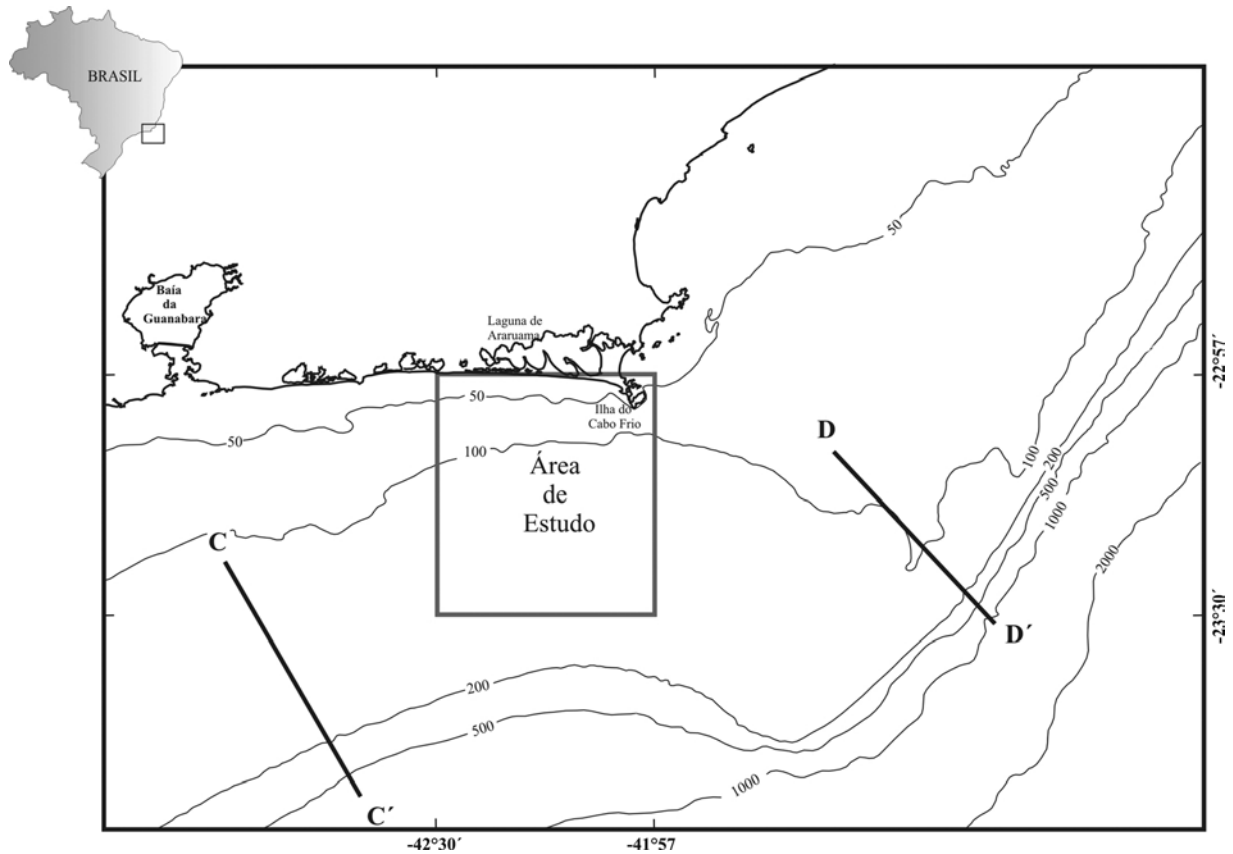 BRASIL
50
Baía
da
Guanabara
Laguna de
Araruama
-22°57´
50
50
Ilha do
Cabo Frio
100
Área
de
Estudo
D
100
200
500
1000
2000
C
D´
-23°30´
200
500
1000
C´
-42°30´
-41°57